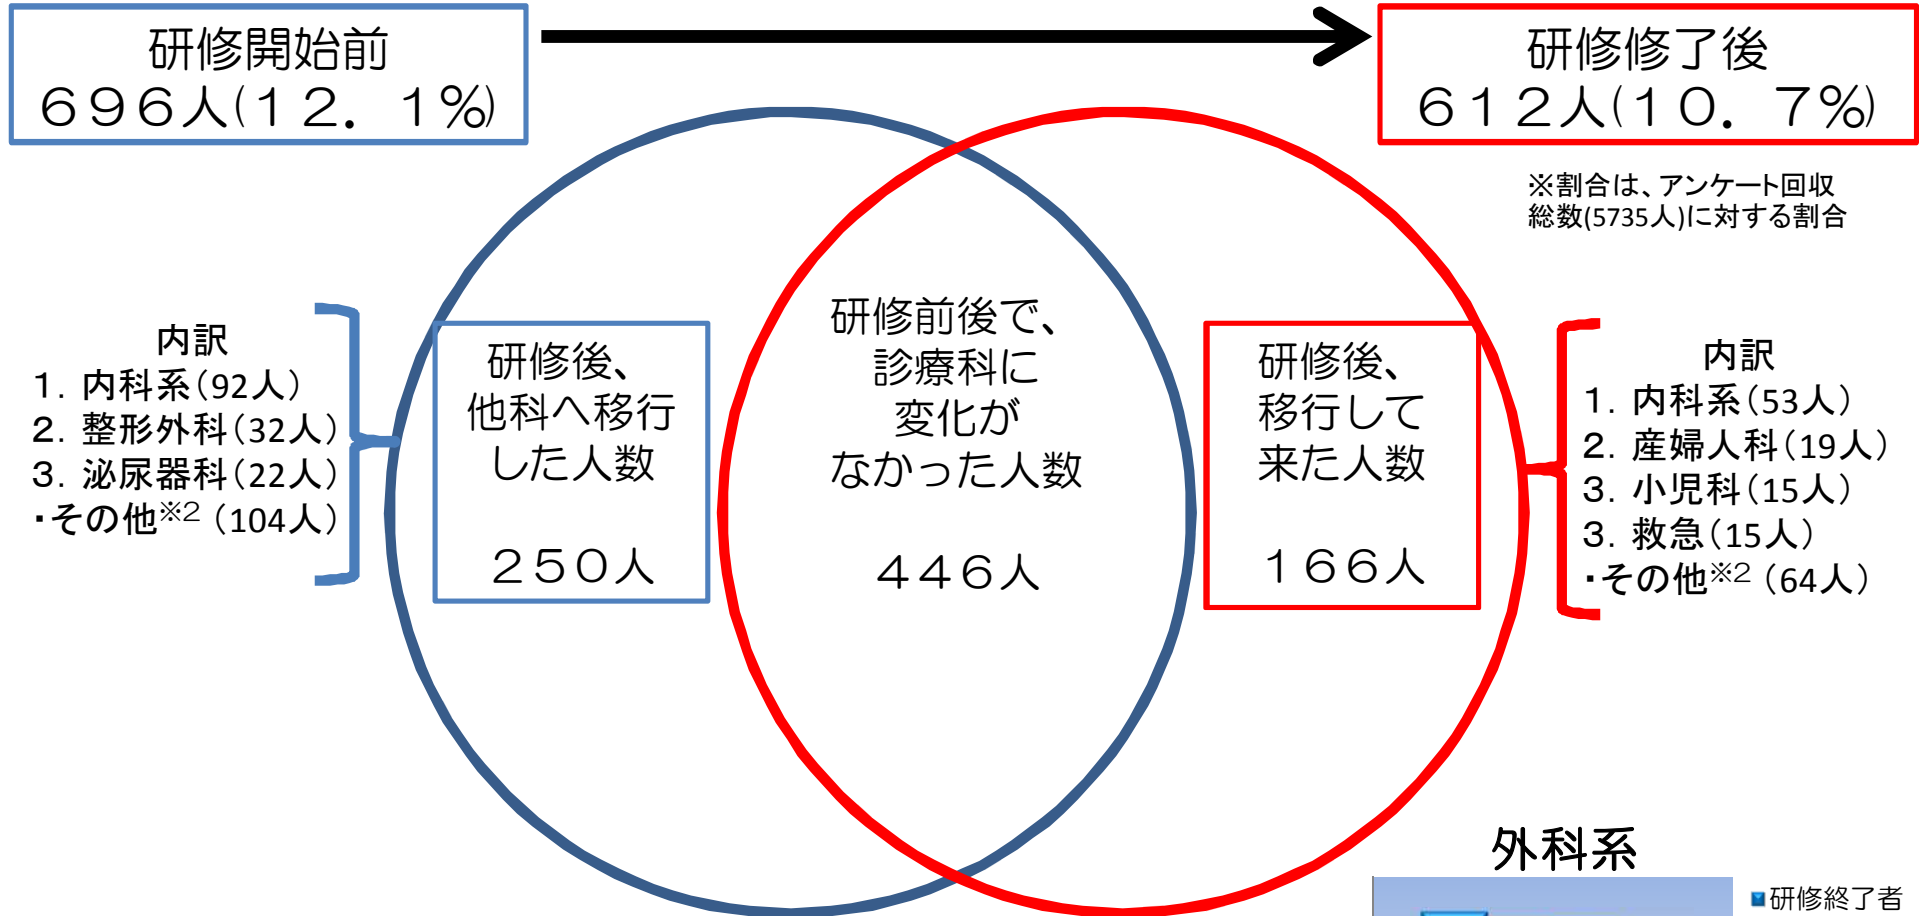 研修開始前
６９６人(１２．１%)
研修修了後
６１２人(１０．７%)
※割合は、アンケート回収
総数(5735人)に対する割合
内訳
１．内科系（92人）
２．整形外科（32人）
３．泌尿器科（22人）
・その他※2（104人）
研修後、
他科へ移行
した人数
２５０人
研修前後で、
診療科に
変化が
なかった人数
４４６人
研修後、
移行して
来た人数
１６６人
内訳
１．内科系（53人）
２．産婦人科（19人）
３．小児科（15人）
３．救急（15人）
・その他※2（64人）
外科系
研修終了者